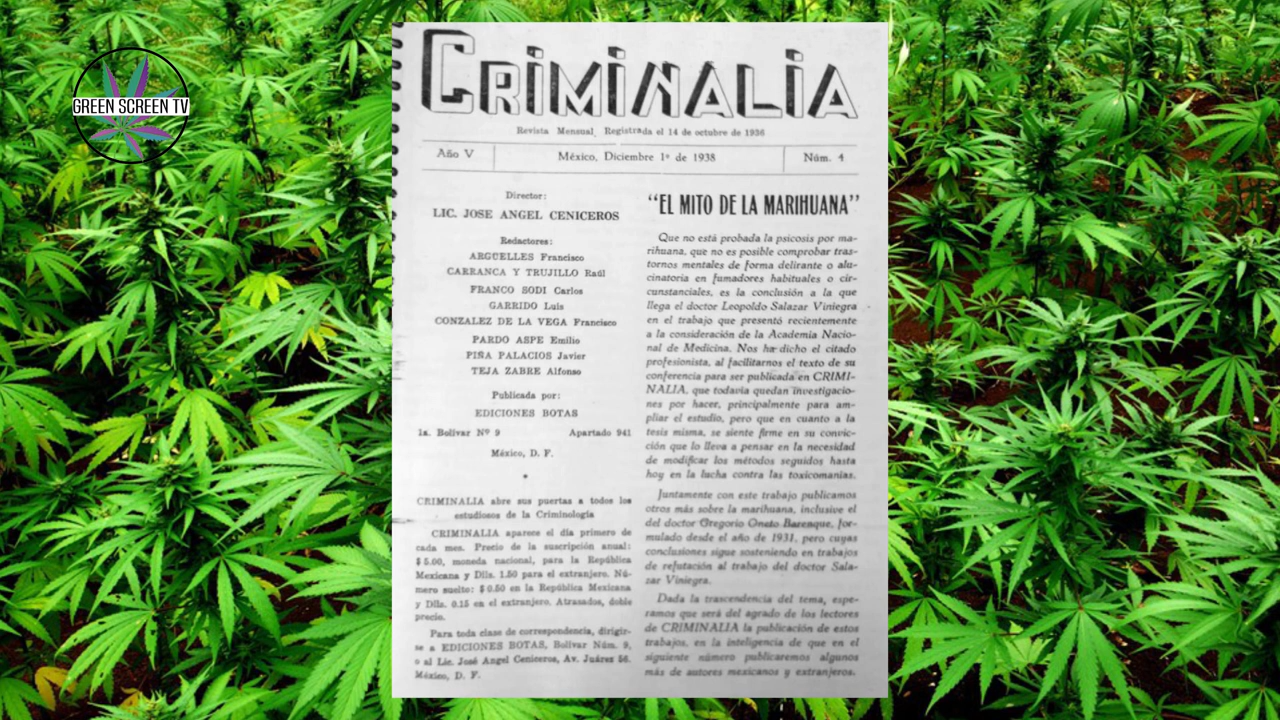 GREEN SCREEN TV
CRIMINALIA
Revista Mensual. Registrada el 14 de octubre de 1936
Año V
México, Diciembre 1º de 1938
Núm. 4
Director:
LIC. JOSE ANGEL CENICEROS
Redactores:
ARGUELLES Francisco
CARRANCA Y TRUJILLO Raúl
FRANCO SODI Carlos
GARRIDO Luis
GONZALEZ DE LA VEGA Francisco
PARDO ASPE Emilio
PIÑA PALACIOS Javier
TEJA ZABRE Alfonso
Publicada por:
EDICIONES BOTAS
1a. Bolívar Nº 9 Apartado 941
México, D. F.
*
CRIMINALIA abre sus puertas a todos los
estudiosos de la Criminología
CRIMINALIA aparece el día primero de
cada mes. Precio de la suscripción anual:
$ 5.00, moneda nacional, para la República
Mexicana y Dlls. 1.50 para el extranjero. Nú-
mero suelto: $ 0.50 en la República Mexicana
y Dlls. 0.15 en el extranjero. Atrasados, doble
precio.
Para toda clase de correspondencia, dirigir-
se a EDICIONES BOTAS, Bolívar Núm. 9,
o al Lic. José Angel Ceniceros, Av. Juárez 56.
México, D. F.
"EL MITO DE LA MARIHUANA"
Que no está probada la psicosis por ma-
rihuana, que no es posible comprobar tras-
tornos mentales de forma delirante o alu-
cinatoria en fumadores habituales o cir-
cunstanciales, es la conclusión a la que
llega el doctor Leopoldo Salazar Viniegra
en el trabajo que presentó recientemente
a la consideración de la Academia Nacio-
nal de Medicina. Nos ha dicho el citado
profesionista, al facilitarnos el texto de su
conferencia para ser publicada en CRIMI-
NALIA, que todavía quedan investigacio-
nes por hacer, principalmente para am-
pliar el estudio, pero que en cuanto a la
tesis misma, se siente firme en su convic-
ción que lo lleva a pensar en la necesidad
de modificar los métodos seguidos hasta
hoy en la lucha contra las toxicomanías.
Juntamente con este trabajo publicamos
otros más sobre la marihuana, inclusive el
del doctor Gregorio Oneto Barenque, for-
mulado desde el año de 1931, pero cuyas
conclusiones sigue sosteniendo en trabajos
de refutación al trabajo del doctor Sala-
zar Viniegra.
Dada la trascendencia del tema, espe-
ramos que será del agrado de los lectores
de CRIMINALIA la publicación de estos
trabajos, en la inteligencia de que en el
siguiente número publicaremos algunos
más de autores mexicanos y extranjeros.